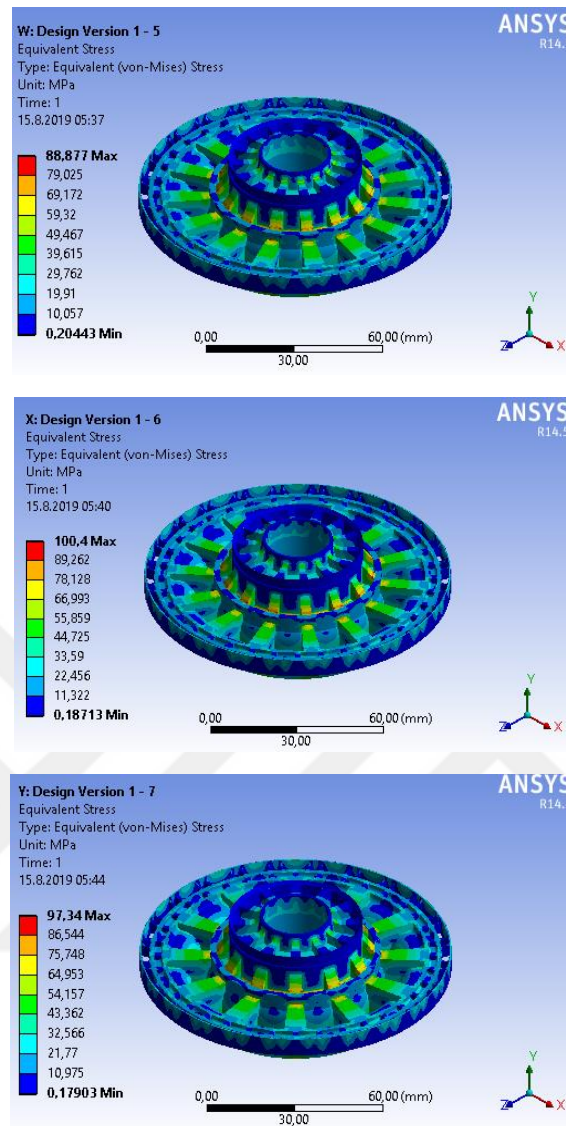 W: Design Version 1 - 5
Equivalent Stress
Type: Equivalent (von-Mises) Stress
Unit: MPa
Time: 1
15.8.2019 05:37
88,877 Max
79,025
69,172
59,32
49,467
39,615
29,762
19,91
10,057
0,20443 Min
ANSYS
R14.
0,00 60,00 (mm)
30,00
Y
Z X
X: Design Version 1 - 6
Equivalent Stress
Type: Equivalent (von-Mises) Stress
Unit: MPa
Time: 1
15.8.2019 05:40
100,4 Max
89,262
78,128
66,993
55,859
44,725
33,59
22,456
11,322
0,18713 Min
ANSYS
R14.5
0,00 60,00 (mm)
30,00
Y
Z X
Y: Design Version 1 - 7
Equivalent Stress
Type: Equivalent (von-Mises) Stress
Unit: MPa
Time: 1
15.8.2019 05:44
97,34 Max
86,544
75,748
64,953
54,157
43,362
32,566
21,77
10,975
0,17903 Min
ANSYS
R14.
0,00 60,00 (mm)
30,00
Y
Z X